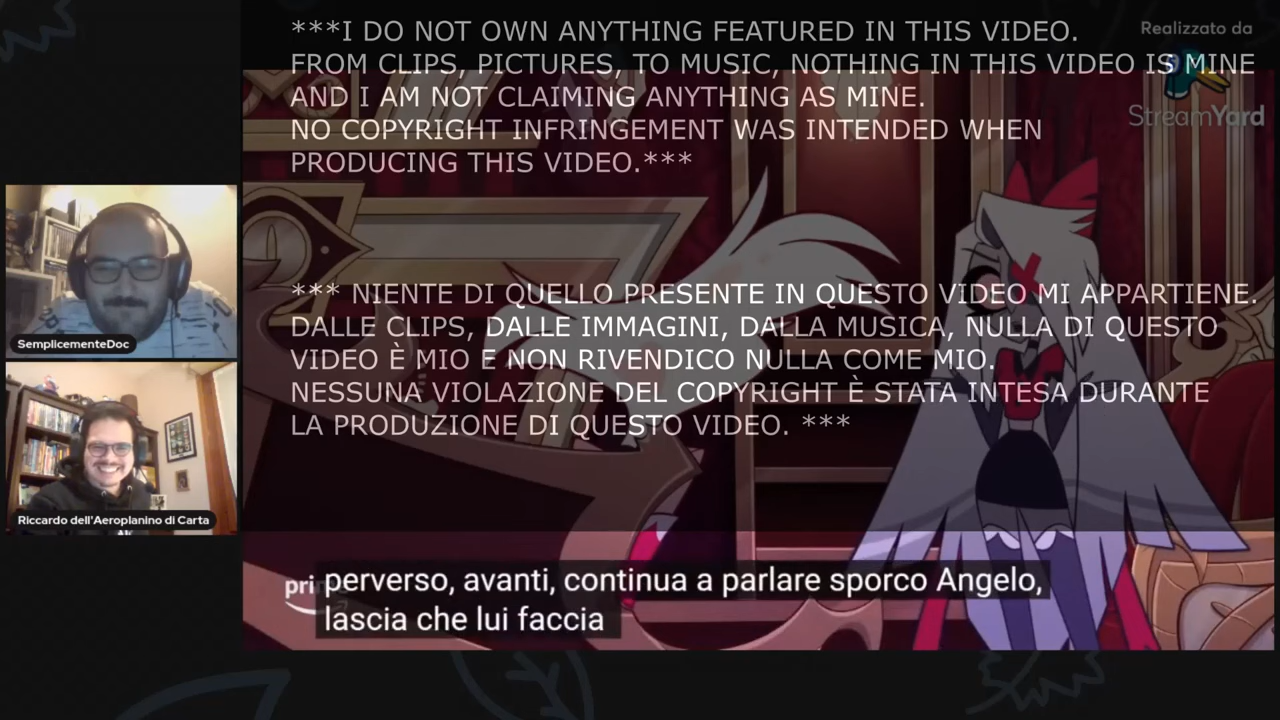 ***I DO NOT OWN ANYTHING FEATURED IN THIS VIDEO.
FROM CLIPS, PICTURES, TO MUSIC, NOTHING IN THIS VIDEO IS MINE
AND I AM NOT CLAIMING ANYTHING AS MINE.
NO COPYRIGHT INFRINGEMENT WAS INTENDED WHEN
PRODUCING THIS VIDEO.***
Realizzato da
StreamYard
*** NIENTE DI QUELLO PRESENTE IN QUESTO VIDEO MI APPARTIENE.
DALLE CLIPS, DALLE IMMAGINI, DALLA MUSICA, NULLA DI QUESTO
VIDEO È MIO E NON RIVENDICO NULLA COME MIO.
NESSUNA VIOLAZIONE DEL COPYRIGHT È STATA INTESA DURANTE
LA PRODUZIONE DI QUESTO VIDEO. ***
SemplicementeDoc
Riccardo dell'Aeroplanino di Carta
perverso, avanti, continua a parlare sporco Angelo,
lascia che lui faccia